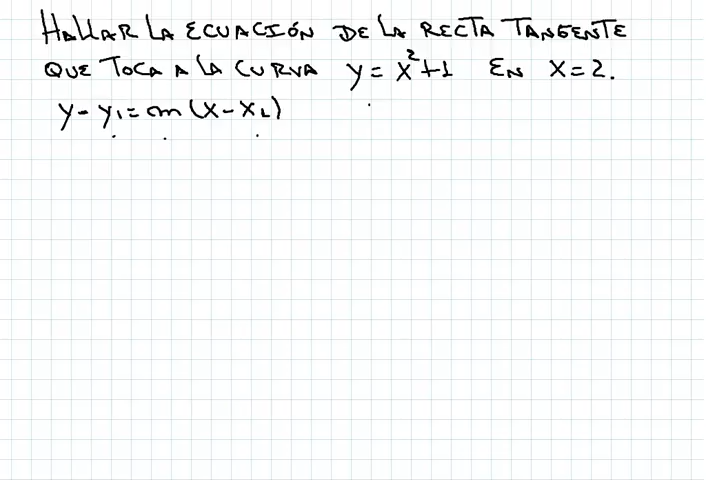 HALLAR LA ECUACIÓN DE LA RECTA TANGENTE
QUE TOCA A LA CURVA y = x²+1 EN X=2.
y - y₁ = m (x - x₁)